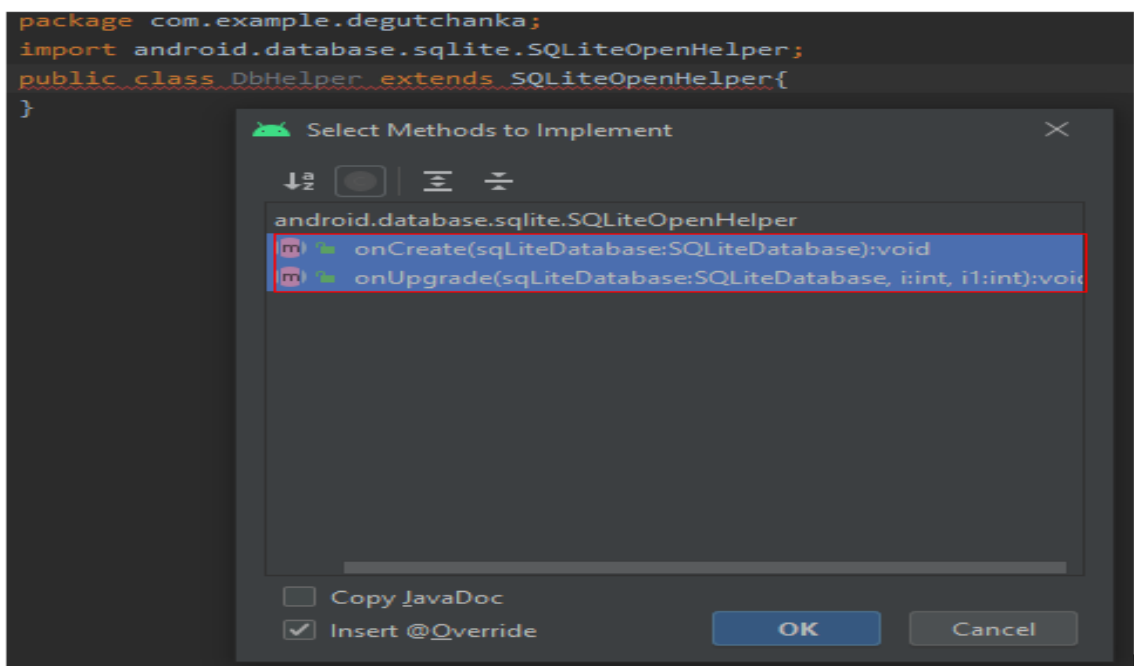 package com.example.degutchanka;
import android.database.sqlite.SQLiteOpenHelper;
public class DbHelper extends SQLiteOpenHelper{
}
Select Methods to Implement
android.database.sqlite.SQLiteOpenHelper
onCreate(sqLiteDatabase:SQLiteDatabase):void
onUpgrade(sqLiteDatabase:SQLiteDatabase, i:int, i1:int):void
Copy JavaDoc
Insert @Override
OK Cancel